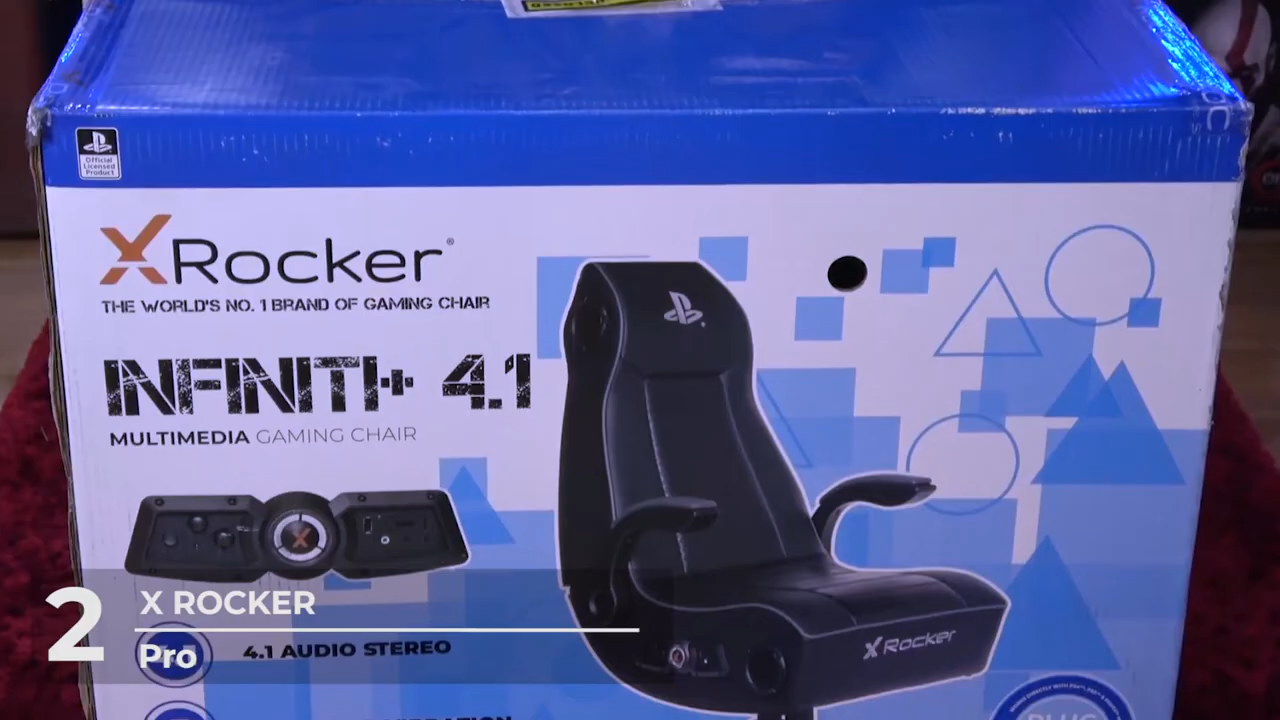 Official
Licensed
Product
XRocker®
THE WORLD'S NO. 1 BRAND OF GAMING CHAIR
INFINITI+ 4.1
MULTIMEDIA GAMING CHAIR
X
XRocker
2
X ROCKER
Pro
4.1 AUDIO STEREO